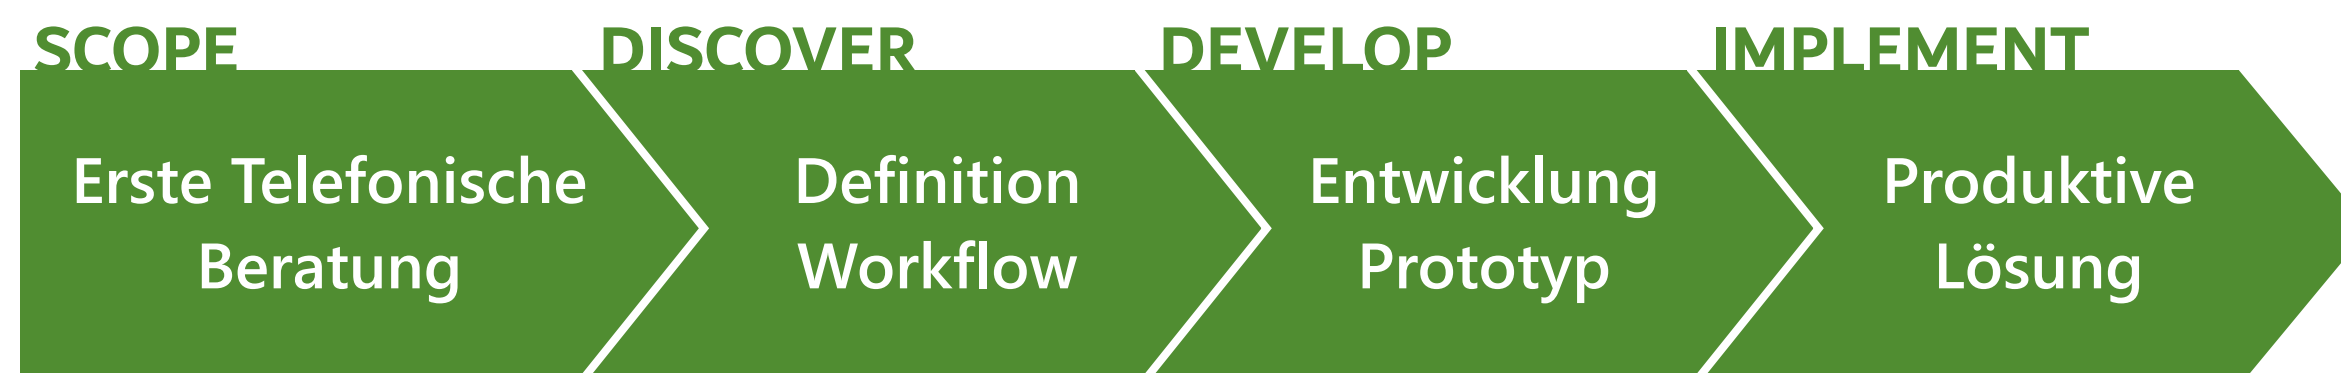 SCOPE
DISCOVER
DEVELOP
IMPLEMENT
Erste Telefonische
Beratung
Definition
Workflow
Entwicklung
Prototyp
Produktive
Lösung